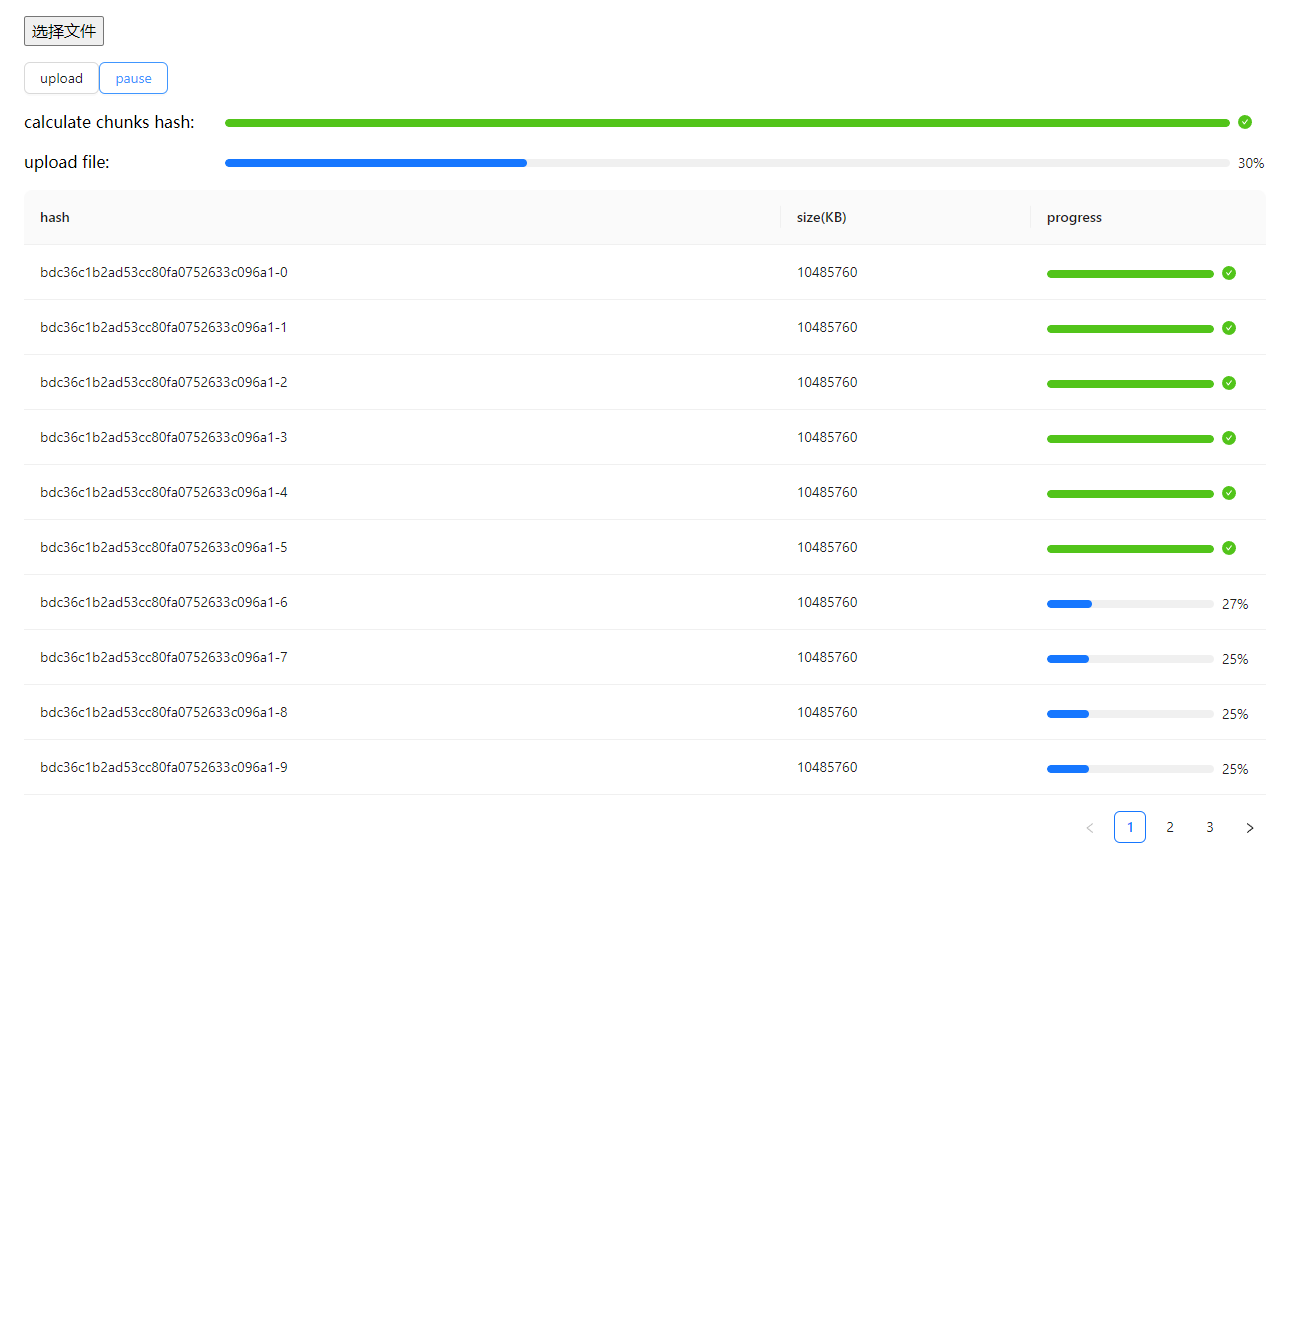 选择文件
upload pause
calculate chunks hash:
upload file: 30%
hash size(KB) progress
bdc36c1b2ad53cc80fa0752633c096a1-0 10485760
bdc36c1b2ad53cc80fa0752633c096a1-1 10485760
bdc36c1b2ad53cc80fa0752633c096a1-2 10485760
bdc36c1b2ad53cc80fa0752633c096a1-3 10485760
bdc36c1b2ad53cc80fa0752633c096a1-4 10485760
bdc36c1b2ad53cc80fa0752633c096a1-5 10485760
bdc36c1b2ad53cc80fa0752633c096a1-6 10485760 27%
bdc36c1b2ad53cc80fa0752633c096a1-7 10485760 25%
bdc36c1b2ad53cc80fa0752633c096a1-8 10485760 25%
bdc36c1b2ad53cc80fa0752633c096a1-9 10485760 25%
1 2 3